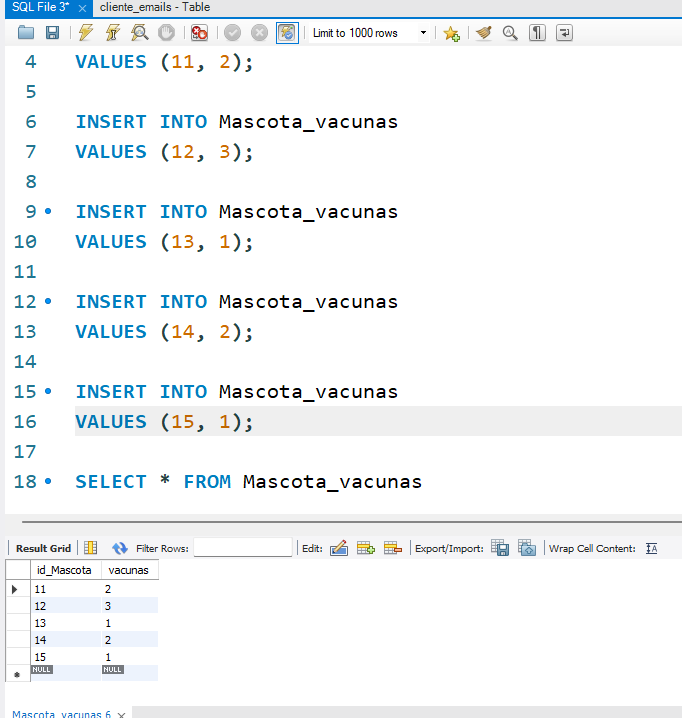 SQL File 3* cliente_emails - Table
Limit to 1000 rows
4 VALUES (11, 2);
5
6 INSERT INTO Mascota_vacunas
7 VALUES (12, 3);
8
9 INSERT INTO Mascota_vacunas
10 VALUES (13, 1);
11
12 INSERT INTO Mascota_vacunas
13 VALUES (14, 2);
14
15 INSERT INTO Mascota_vacunas
16 VALUES (15, 1);
17
18 SELECT * FROM Mascota_vacunas
Result Grid Filter Rows: Edit: Export/Import: Wrap Cell Content:
id_Mascota vacunas
11 2
12 3
13 1
14 2
15 1
NULL NULL
Mascota_vacunas 6